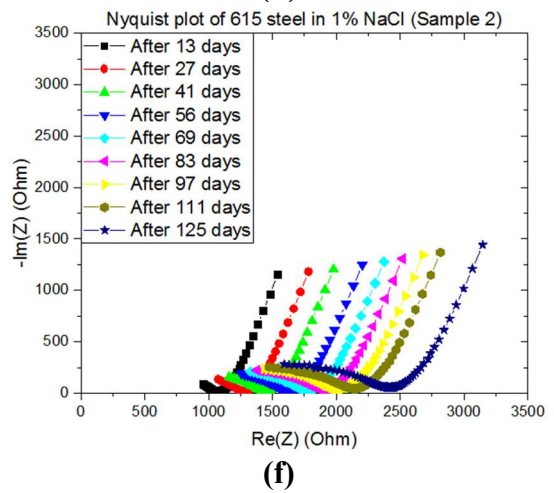 Nyquist plot of 615 steel in 1% NaCl (Sample 2)
3500
3000
2500
2000
1500
1000
500
0
-Im(Z) (Ohm)
After 13 days
After 27 days
After 41 days
After 56 days
After 69 days
After 83 days
After 97 days
After 111 days
After 125 days
0 500 1000 1500 2000 2500 3000 3500
Re(Z) (Ohm)
(f)